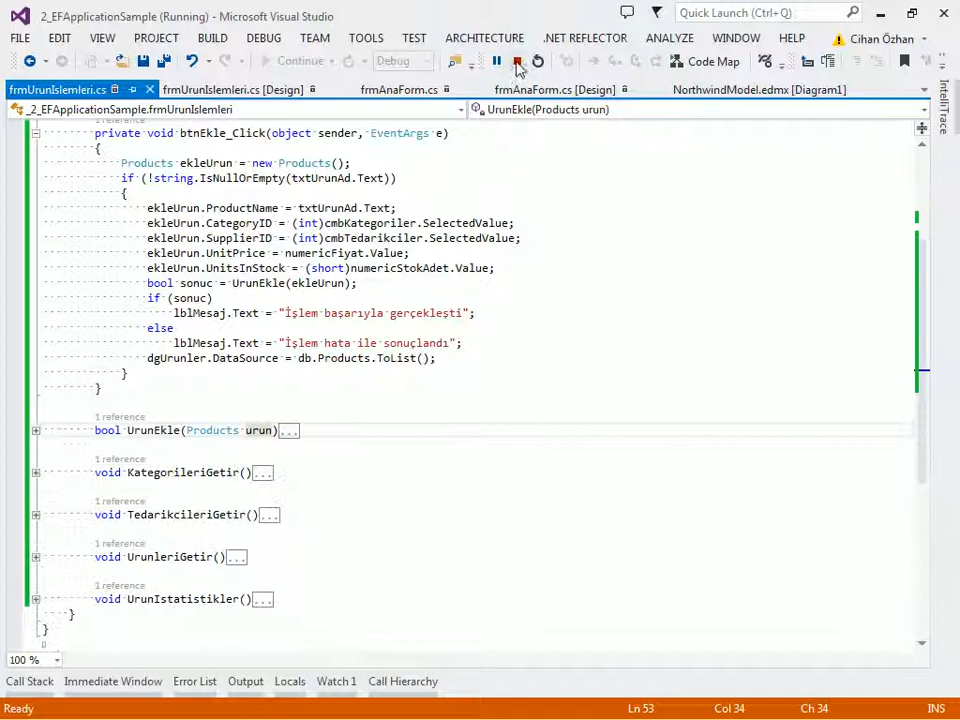 2_EFApplicationSample (Running) - Microsoft Visual Studio
Quick Launch (Ctrl+Q)
FILE EDIT VIEW PROJECT BUILD DEBUG TEAM TOOLS TEST ARCHITECTURE .NET REFLECTOR ANALYZE WINDOW HELP Cihan Özhan
Continue Debug Code Map
frmUrunIslemleri.cs frmUrunIslemleri.cs [Design] frmAnaForm.cs frmAnaForm.cs [Design] NorthwindModel.edmx [Diagram1]
_2_EFApplicationSample.frmUrunIslemleri UrunEkle(Products urun)
IntelliTrace
1 reference
private void btnEkle_Click(object sender, EventArgs e)
{
Products ekleUrun = new Products();
if (!string.IsNullOrEmpty(txtUrunAd.Text))
{
ekleUrun.ProductName = txtUrunAd.Text;
ekleUrun.CategoryID = (int)cmbKategoriler.SelectedValue;
ekleUrun.SupplierID = (int)cmbTedarikciler.SelectedValue;
ekleUrun.UnitPrice = numericFiyat.Value;
ekleUrun.UnitsInStock = (short)numericStokAdet.Value;
bool sonuc = UrunEkle(ekleUrun);
if (sonuc)
lblMesaj.Text = "İşlem başarıyla gerçekleşti";
else
lblMesaj.Text = "İşlem hata ile sonuçlandı";
dgUrunler.DataSource = db.Products.ToList();
}
}
1 reference
bool UrunEkle(Products urun)...
1 reference
void KategorileriGetir()...
1 reference
void TedarikcileriGetir()...
1 reference
void UrunleriGetir()...
1 reference
void UrunIstatistikler()...
}
}
100 %
Call Stack Immediate Window Error List Output Locals Watch 1 Call Hierarchy
Ready Ln 53 Col 34 Ch 34 INS